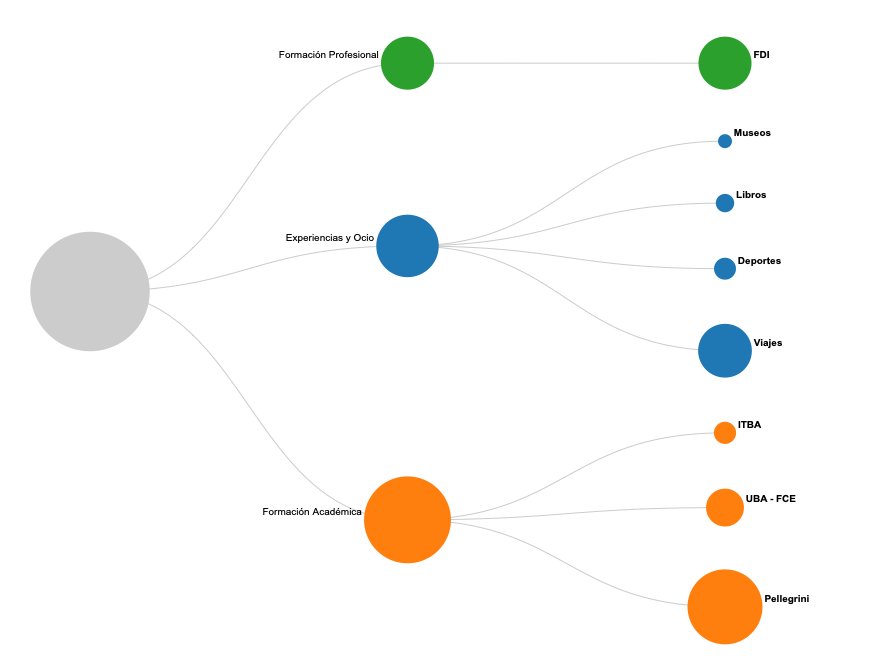 Formación Profesional
FDI
Museos
Libros
Experiencias y Ocio
Deportes
Viajes
ITBA
UBA - FCE
Formación Académica
Pellegrini